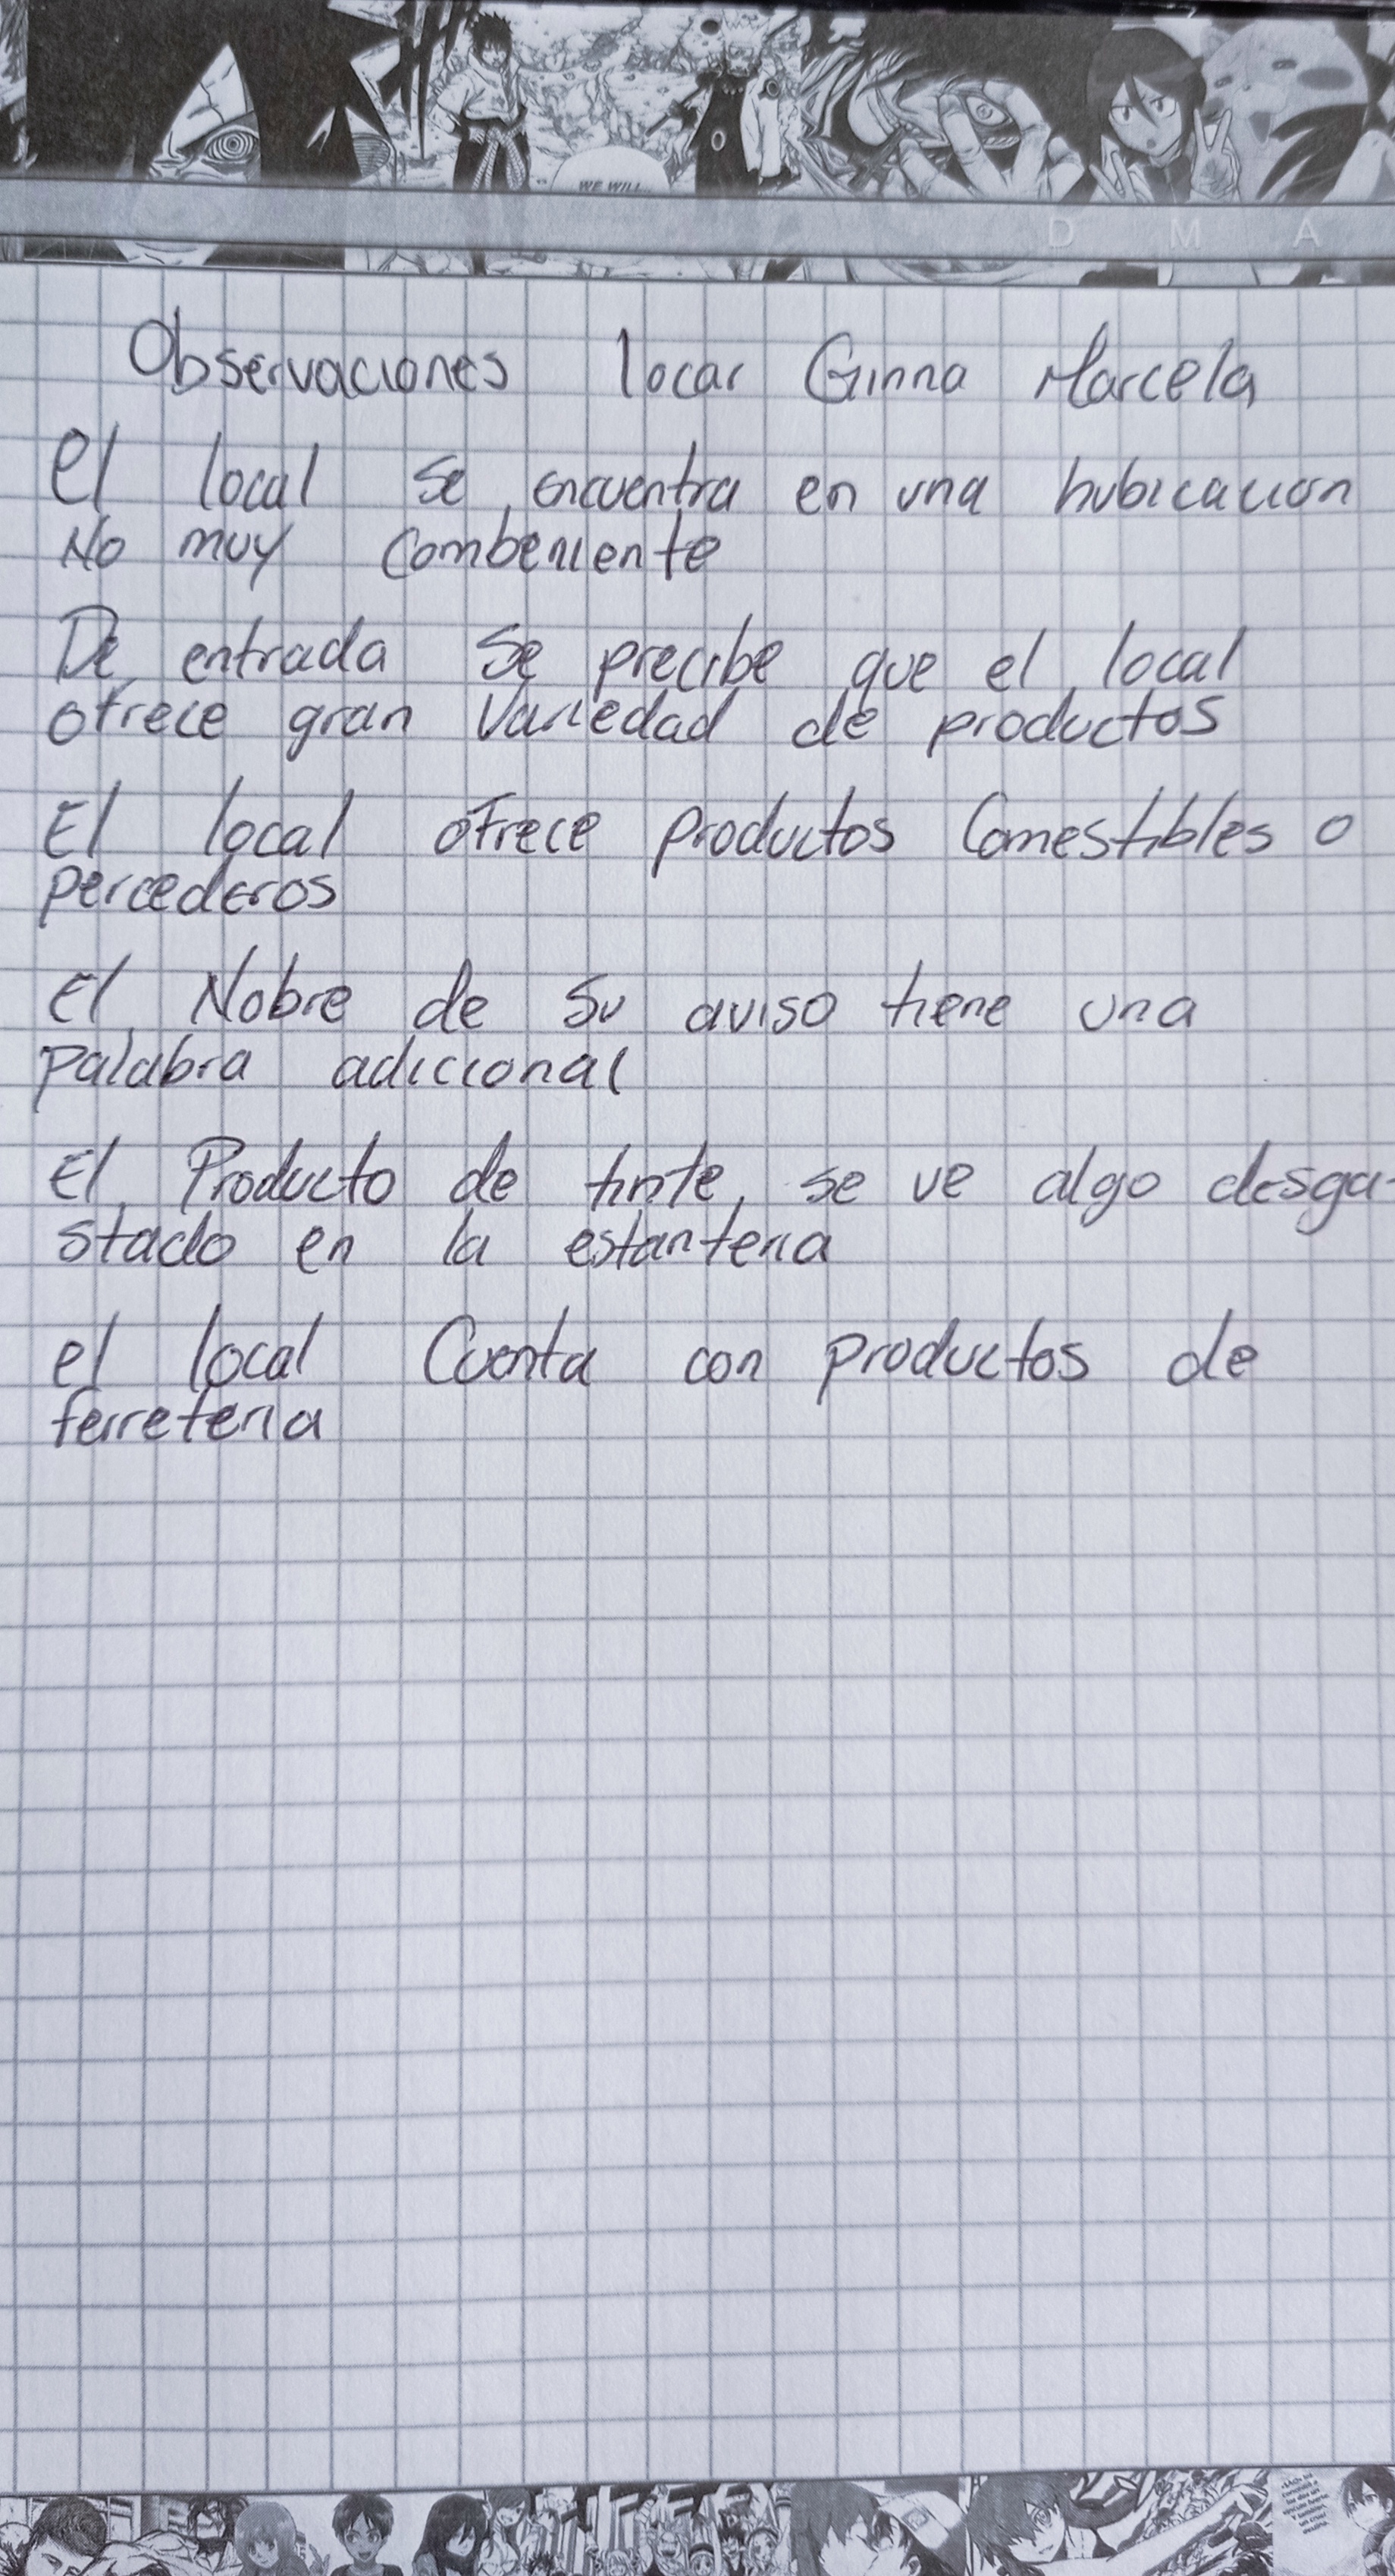 WE WILL...
D M A
Observaciones locar Ginna Marcela
el local se encuentra en una hubicacion
No muy combeniente
De entrada se precibe que el local
ofrece gran variedad de productos
El local ofrece productos comestibles o
percederos
el Nobre de su aviso tiene una
palabra adicional
El Producto de tinte, se ve algo desga-
stado en la estanteria
el local Cuenta con productos de
ferreteria